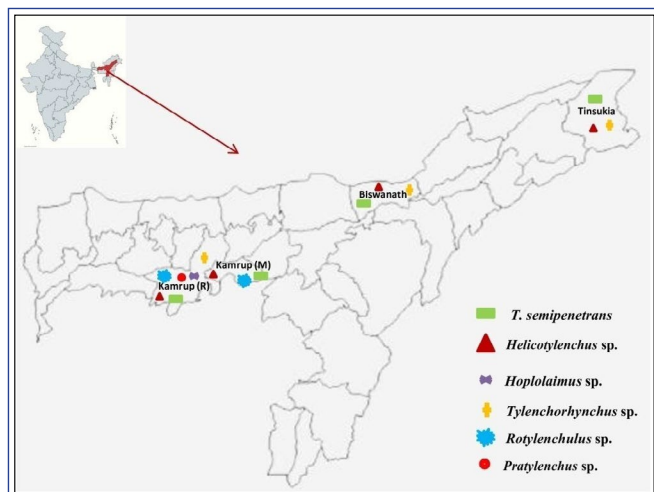 Tinsukia
Biswanath
Kamrup (M)
Kamrup (R)
T. semipenetrans
Helicotylenchus sp.
Hoplolaimus sp.
Tylenchorhynchus sp.
Rotylenchulus sp.
Pratylenchus sp.